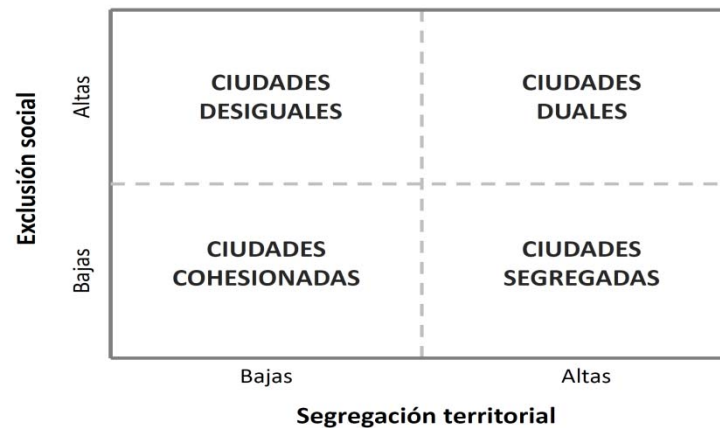 Exclusión social
Altas
Bajas
CIUDADES
DESIGUALES
CIUDADES
DUALES
CIUDADES
COHESIONADAS
CIUDADES
SEGREGADAS
Bajas
Altas
Segregación territorial